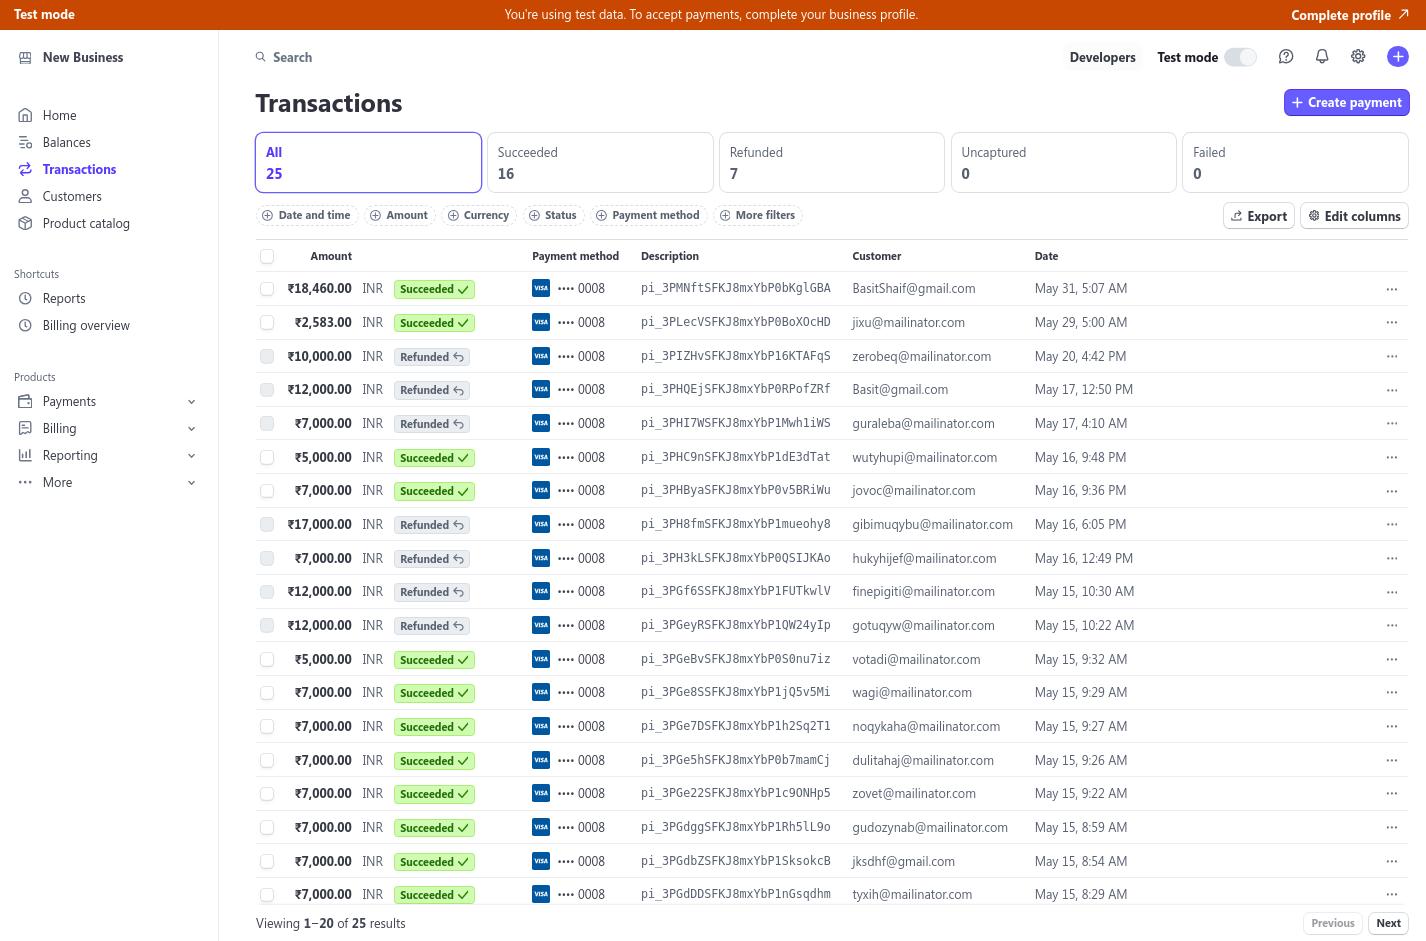 Test mode
You're using test data. To accept payments, complete your business profile.
Complete profile
New Business
Search
Developers
Test mode
Home
Balances
Transactions
Customers
Product catalog
Shortcuts
Reports
Billing overview
Products
Payments
Billing
Reporting
More
Transactions
Create payment
All
25
Succeeded
16
Refunded
7
Uncaptured
0
Failed
0
Date and time Amount Currency Status Payment method More filters
Export Edit columns
Amount Payment method Description Customer Date
₹18,460.00 INR Succeeded VISA •••• 0008 pi_3PMNftSFKJ8mxYbP0bKglGBA BasitShaif@gmail.com May 31, 5:07 AM
₹2,583.00 INR Succeeded VISA •••• 0008 pi_3PLecVSFKJ8mxYbP0BoXOcHD jixu@mailinator.com May 29, 5:00 AM
₹10,000.00 INR Refunded VISA •••• 0008 pi_3PIZHvSFKJ8mxYbP16KTAFqS zerobeq@mailinator.com May 20, 4:42 PM
₹12,000.00 INR Refunded VISA •••• 0008 pi_3PHQEjSFKJ8mxYbP0RPofZRf Basit@gmail.com May 17, 12:50 PM
₹7,000.00 INR Refunded VISA •••• 0008 pi_3PHI7WSFKJ8mxYbP1Mwh1iWS guraleba@mailinator.com May 17, 4:10 AM
₹5,000.00 INR Succeeded VISA •••• 0008 pi_3PHC9nSFKJ8mxYbP1dE3dTat wutyhupi@mailinator.com May 16, 9:48 PM
₹7,000.00 INR Succeeded VISA •••• 0008 pi_3PHByaSFKJ8mxYbP0v5BRiWu jovoc@mailinator.com May 16, 9:36 PM
₹17,000.00 INR Refunded VISA •••• 0008 pi_3PH8fmSFKJ8mxYbP1mueohy8 gibimuqybu@mailinator.com May 16, 6:05 PM
₹7,000.00 INR Refunded VISA •••• 0008 pi_3PH3kLSFKJ8mxYbP0QSIJKAo hukyhijef@mailinator.com May 16, 12:49 PM
₹12,000.00 INR Refunded VISA •••• 0008 pi_3PGf6SSFKJ8mxYbP1FUTkwlV finepigiti@mailinator.com May 15, 10:30 AM
₹12,000.00 INR Refunded VISA •••• 0008 pi_3PGeyRSFKJ8mxYbP1QW24yIp gotuqyw@mailinator.com May 15, 10:22 AM
₹5,000.00 INR Succeeded VISA •••• 0008 pi_3PGeBvSFKJ8mxYbP0S0nu7iz votadi@mailinator.com May 15, 9:32 AM
₹7,000.00 INR Succeeded VISA •••• 0008 pi_3PGe8SSFKJ8mxYbP1jQ5v5Mi wagi@mailinator.com May 15, 9:29 AM
₹7,000.00 INR Succeeded VISA •••• 0008 pi_3PGe7DSFKJ8mxYbP1h2Sq2T1 noqykaha@mailinator.com May 15, 9:27 AM
₹7,000.00 INR Succeeded VISA •••• 0008 pi_3PGe5hSFKJ8mxYbP0b7mamCj dulitahaj@mailinator.com May 15, 9:26 AM
₹7,000.00 INR Succeeded VISA •••• 0008 pi_3PGe22SFKJ8mxYbP1c9ONHp5 zovet@mailinator.com May 15, 9:22 AM
₹7,000.00 INR Succeeded VISA •••• 0008 pi_3PGdggSFKJ8mxYbP1Rh5lL9o gudozynab@mailinator.com May 15, 8:59 AM
₹7,000.00 INR Succeeded VISA •••• 0008 pi_3PGdbZSFKJ8mxYbP1SksokcB jksdhf@gmail.com May 15, 8:54 AM
₹7,000.00 INR Succeeded VISA •••• 0008 pi_3PGdDDSFKJ8mxYbP1nGsqdhm tyxih@mailinator.com May 15, 8:29 AM
Viewing 1–20 of 25 results
Previous Next